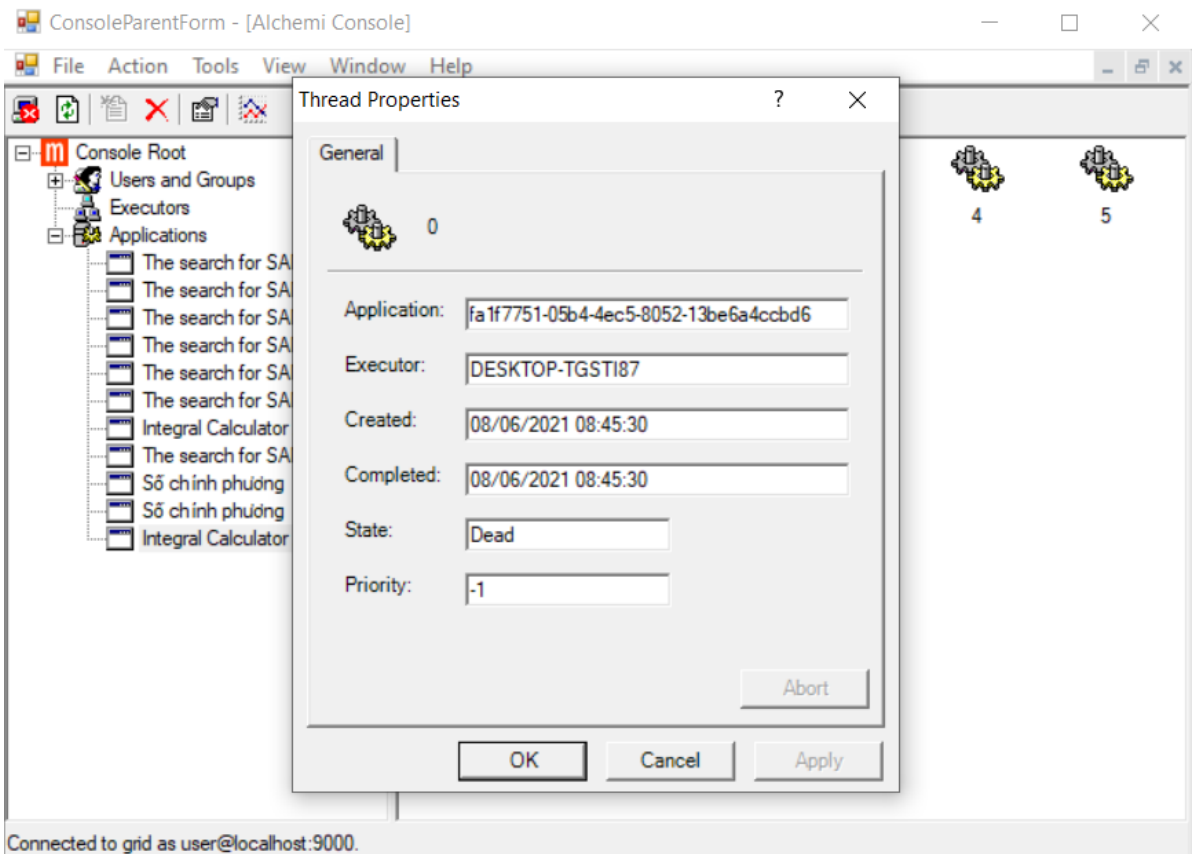 ConsoleParentForm - [Alchemi Console]
File Action Tools View Window Help
Thread Properties
General
0
Application: fa1f7751-05b4-4ec5-8052-13be6a4ccbd6
Executor: DESKTOP-TGSTI87
Created: 08/06/2021 08:45:30
Completed: 08/06/2021 08:45:30
State: Dead
Priority: -1
Abort
OK Cancel Apply
Console Root
Users and Groups
Executors
Applications
The search for SA
The search for SA
The search for SA
The search for SA
The search for SA
The search for SA
Integral Calculator
The search for SA
Số chính phương
Số chính phương
Integral Calculator
4 5
Connected to grid as user@localhost:9000.